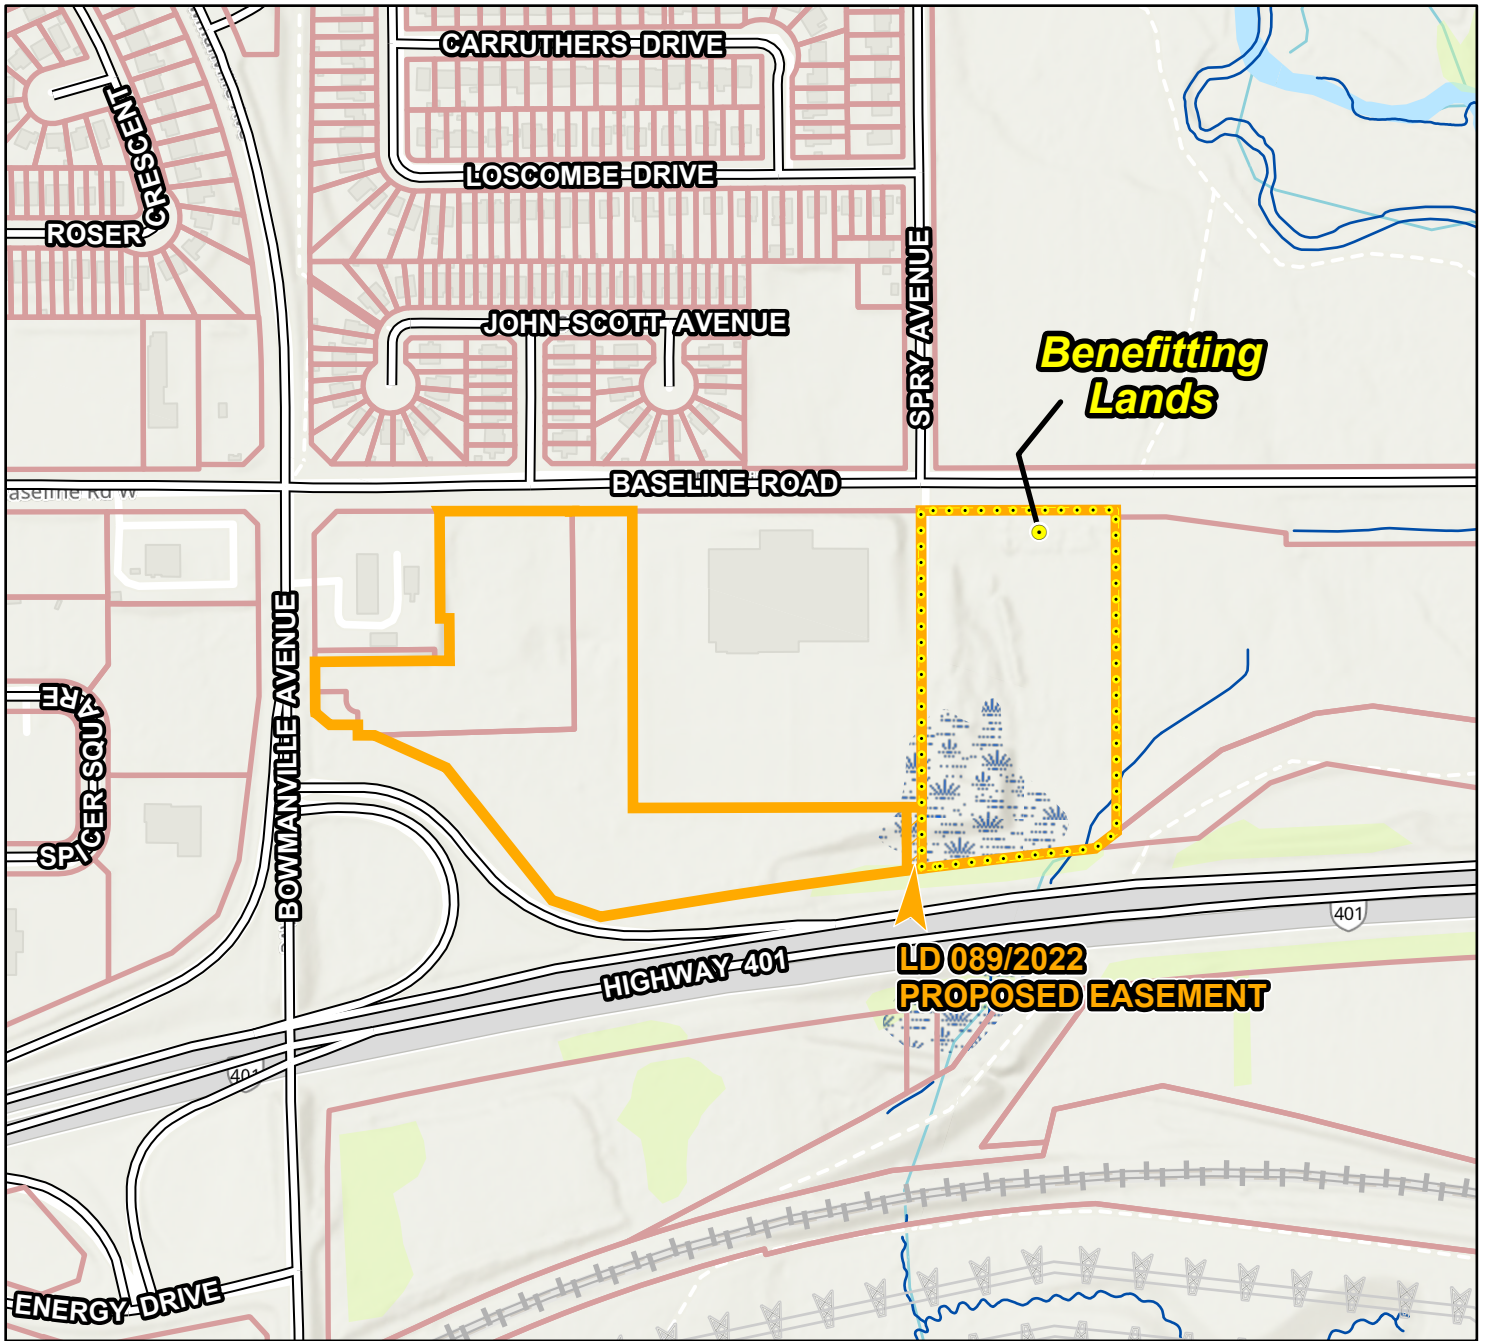 CARRUTHERS DRIVE
CRESCENT
LOSCOMBE DRIVE
ROSER
SPRY AVENUE
JOHN SCOTT AVENUE
Benefitting
Lands
BASELINE ROAD
aseline Rd W
BOWMANVILLE AVENUE
SPICER SQUARE
401
HIGHWAY 401
LD 089/2022
PROPOSED EASEMENT
401
ENERGY DRIVE